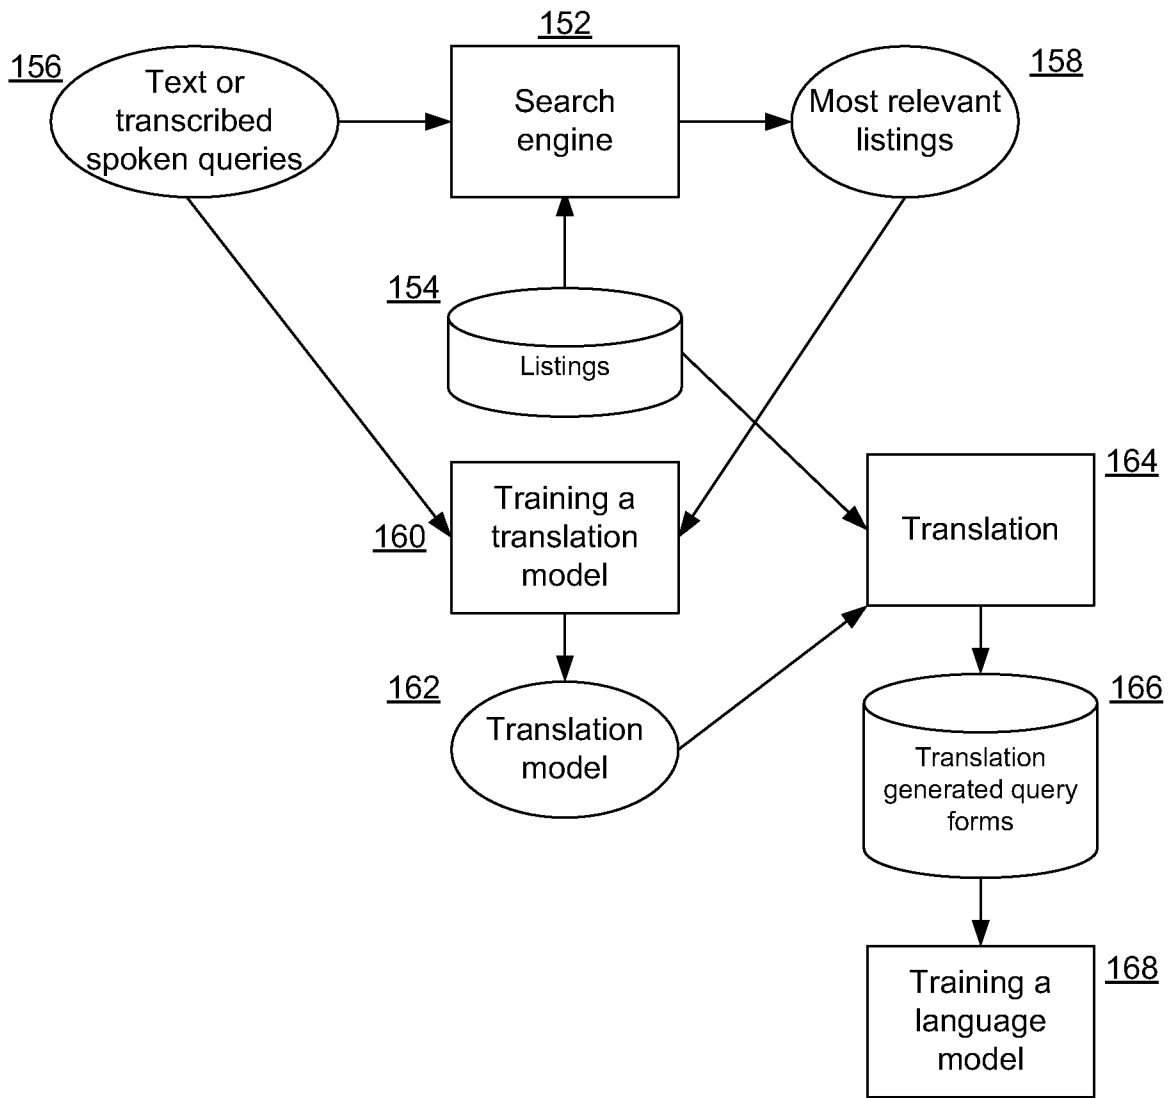 152
156
158
Text or
transcribed
spoken queries
Search
engine
Most relevant
listings
154
Listings
164
Training a
translation
model
160
Translation
162
Translation
model
166
Translation
generated query
forms
168
Training a
language
model